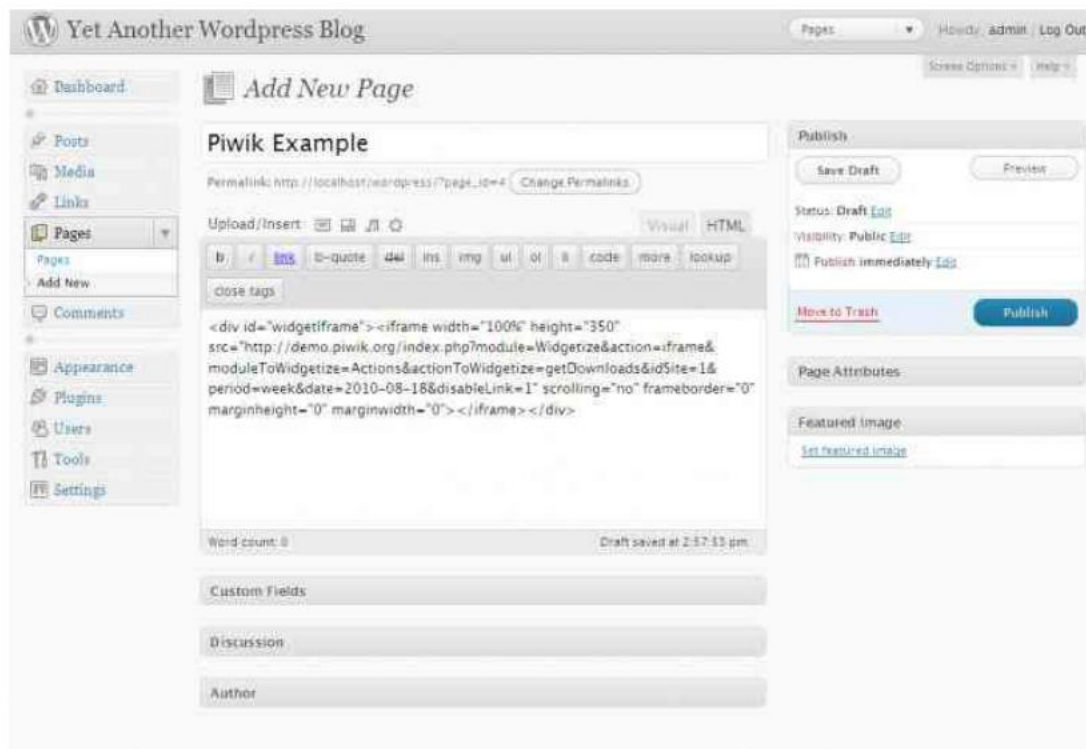 Yet Another Wordpress Blog
Pages
Howdy, admin | Log Out
Screen Options
Help
Dashboard
Posts
Media
Links
Pages
Pages
Add New
Comments
Appearance
Plugins
Users
Tools
Settings
Add New Page
Piwik Example
Permalink: http://localhost/wordpress/?page_id=4 Change Permalinks
Upload/Insert
Visual HTML
b i link b-quote del ins img ul ol li code more lookup
close tags
<div id="widgetIframe"><iframe width="100%" height="350"
src="http://demo.piwik.org/index.php?module=Widgetize&action=iframe&
moduleToWidgetize=Actions&actionToWidgetize=getDownloads&idSite=1&
period=week&date=2010-08-18&disableLink=1" scrolling="no" frameborder="0"
marginheight="0" marginwidth="0"></iframe></div>
Word count: 0
Draft saved at 2:57:53 pm.
Custom Fields
Discussion
Author
Publish
Save Draft
Preview
Status: Draft Edit
Visibility: Public Edit
Publish immediately Edit
Move to Trash
Publish
Page Attributes
Featured Image
Set featured image